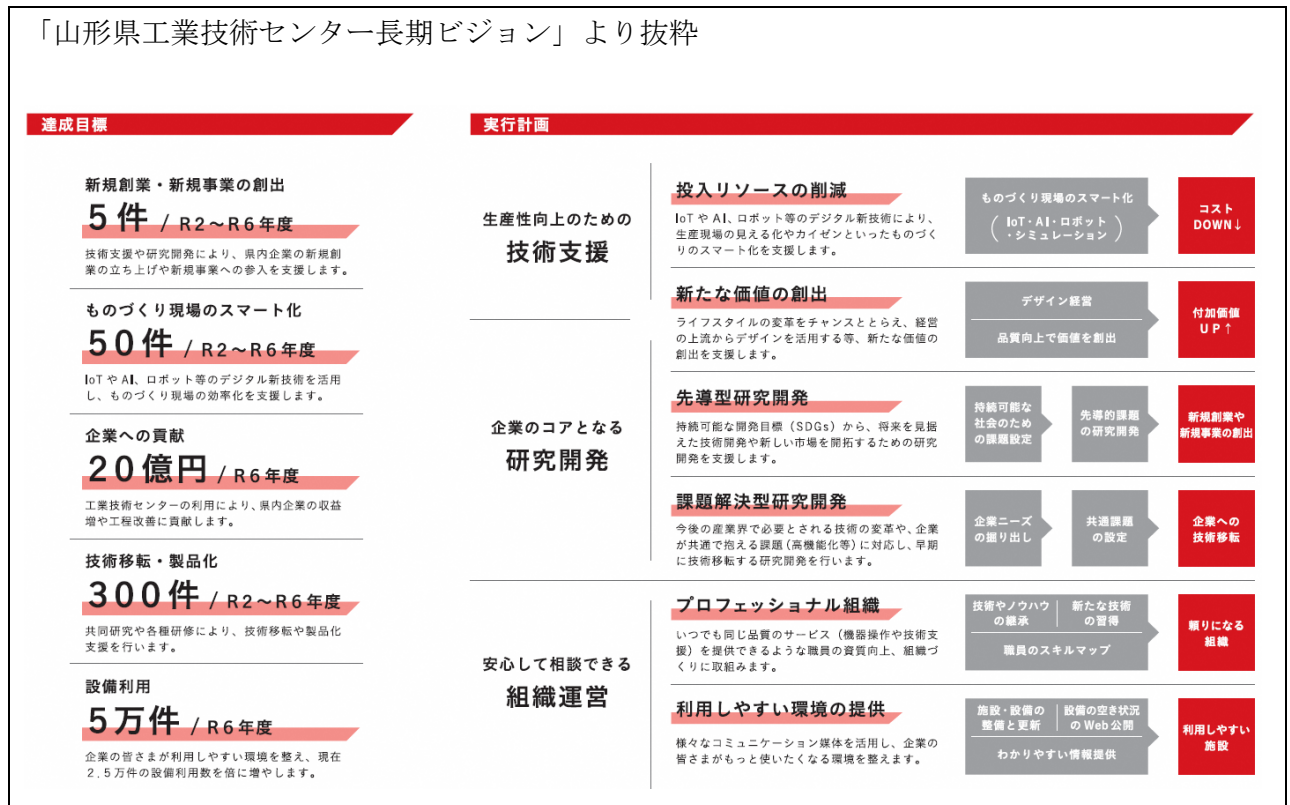 「山形県工業技術センター長期ビジョン」より抜粋
達成目標
新規創業・新規事業の創出
5件 / R2～R6年度
技術支援や研究開発により、県内企業の新規創
業の立ち上げや新規事業への参入を支援します。
ものづくり現場のスマート化
50件 / R2～R6年度
IoT や AI、ロボット等のデジタル新技術を活用
し、ものづくり現場の効率化を支援します。
企業への貢献
20億円 / R6年度
工業技術センターの利用により、県内企業の収益
増や工程改善に貢献します。
技術移転・製品化
300件 / R2～R6年度
共同研究や各種研修により、技術移転や製品化
支援を行います。
設備利用
5万件 / R6年度
企業の皆さまが利用しやすい環境を整え、現在
2.5万件の設備利用数を倍に増やします。
実行計画
生産性向上のための
技術支援
投入リソースの削減
IoT や AI、ロボット等のデジタル新技術により、
生産現場の見える化やカイゼンといったものづく
りのスマート化を支援します。
ものづくり現場のスマート化
（IoT・AI・ロボット
・シミュレーション）
コスト
DOWN↓
新たな価値の創出
ライフスタイルの変革をチャンスととらえ、経営
の上流からデザインを活用する等、新たな価値の
創出を支援します。
デザイン経営
品質向上で価値を創出
付加価値
UP↑
企業のコアとなる
研究開発
先導型研究開発
持続可能な開発目標（SDGs）から、将来を見据
えた技術開発や新しい市場を開拓するための研究
開発を支援します。
持続可能な
社会のため
の課題設定
先導的課題
の研究開発
新規創業や
新規事業の創出
課題解決型研究開発
今後の産業界で必要とされる技術の変革や、企業
が共通で抱える課題（高機能化等）に対応し、早期
に技術移転する研究開発を行います。
企業ニーズ
の掘り出し
共通課題
の設定
企業への
技術移転
安心して相談できる
組織運営
プロフェッショナル組織
いつでも同じ品質のサービス（機器操作や技術支
援）を提供できるような職員の資質向上、組織づ
くりに取組みます。
技術やノウハウ
の継承
新たな技術
の習得
職員のスキルマップ
頼りになる
組織
利用しやすい環境の提供
様々なコミュニケーション媒体を活用し、企業の
皆さまがもっと使いたくなる環境を整えます。
施設・設備の
整備と更新
設備の空き状況
の Web 公開
わかりやすい情報提供
利用しやすい
施設